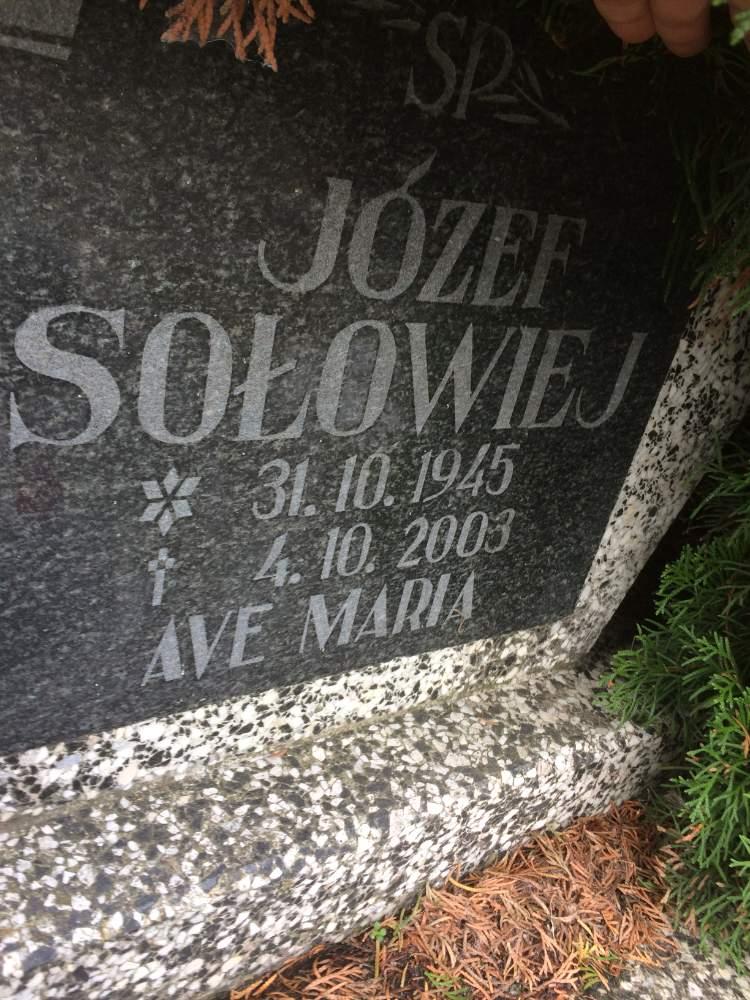 SP.
JÓZEF
SOŁOWIEJ
31. 10. 1945
4. 10. 2003
AVE MARIA